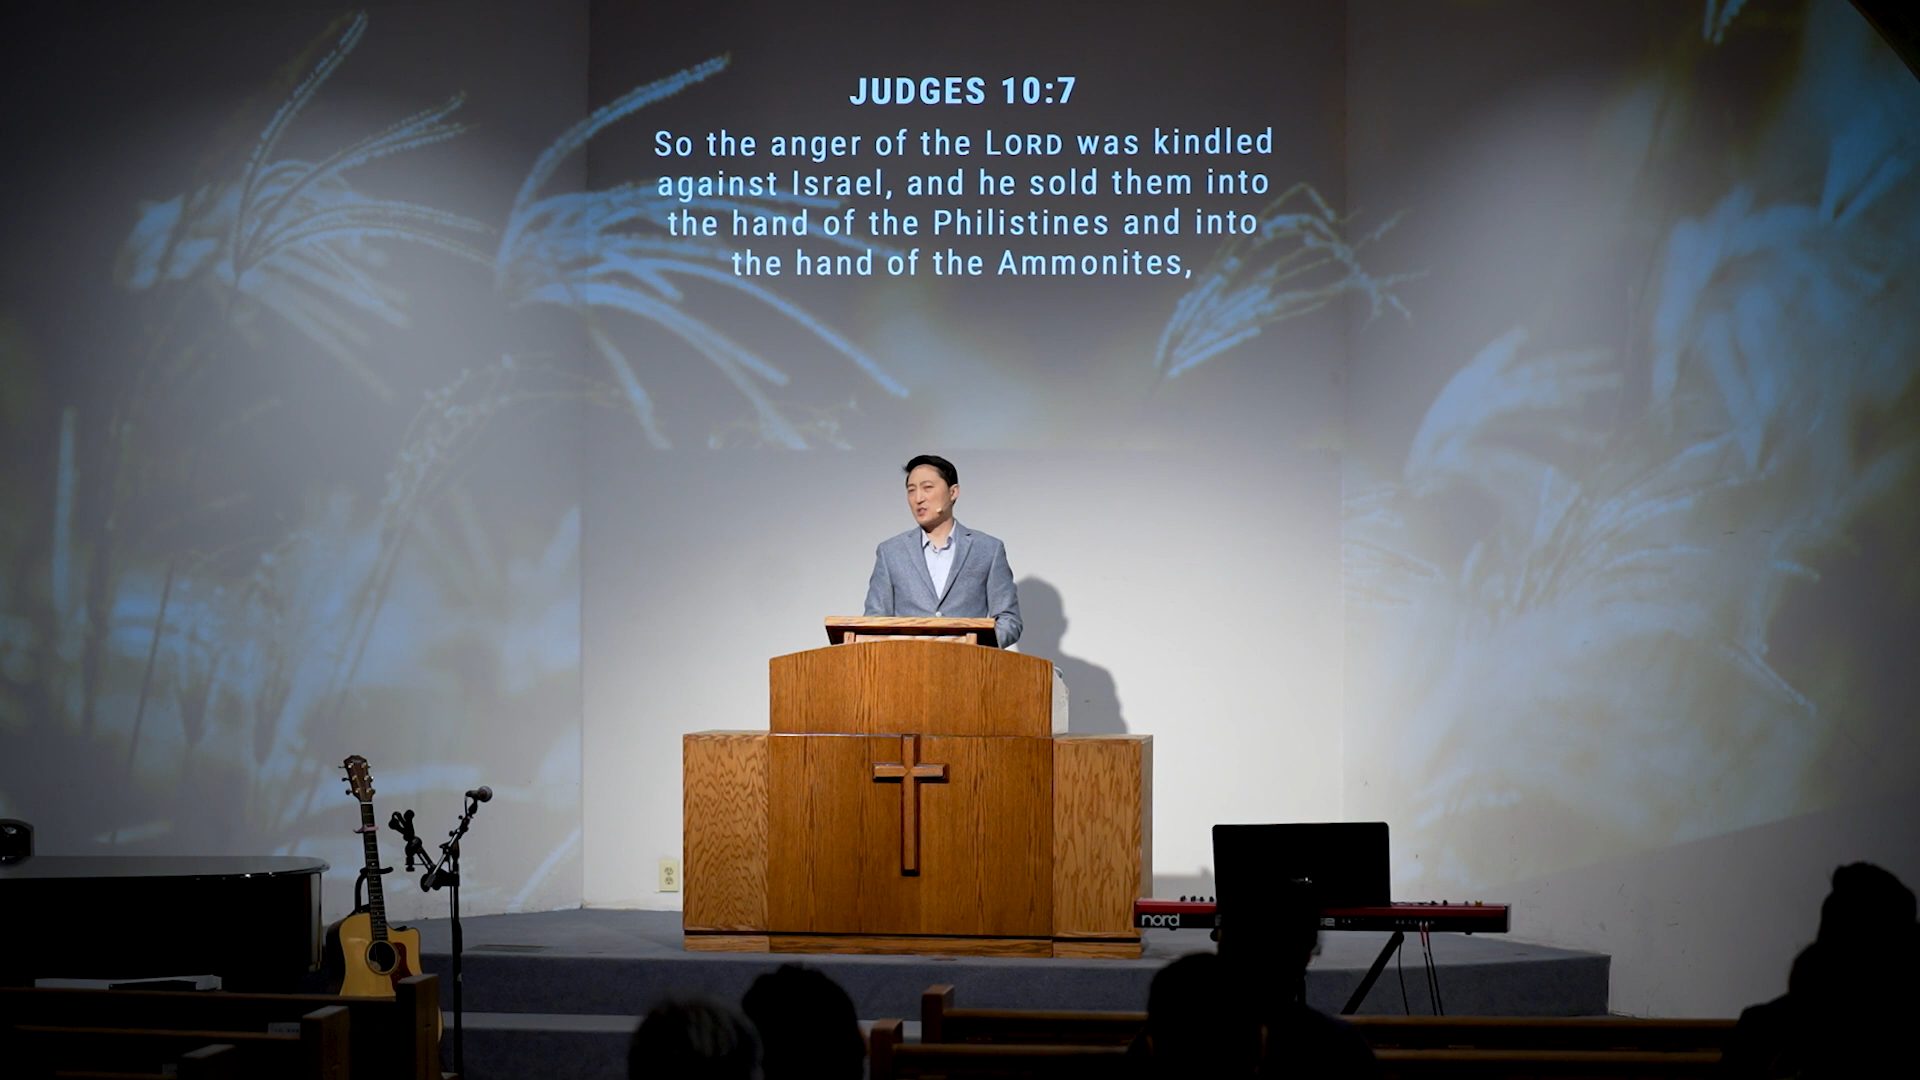 JUDGES 10:7
So the anger of the LORD was kindled
against Israel, and he sold them into
the hand of the Philistines and into
the hand of the Ammonites,
nord